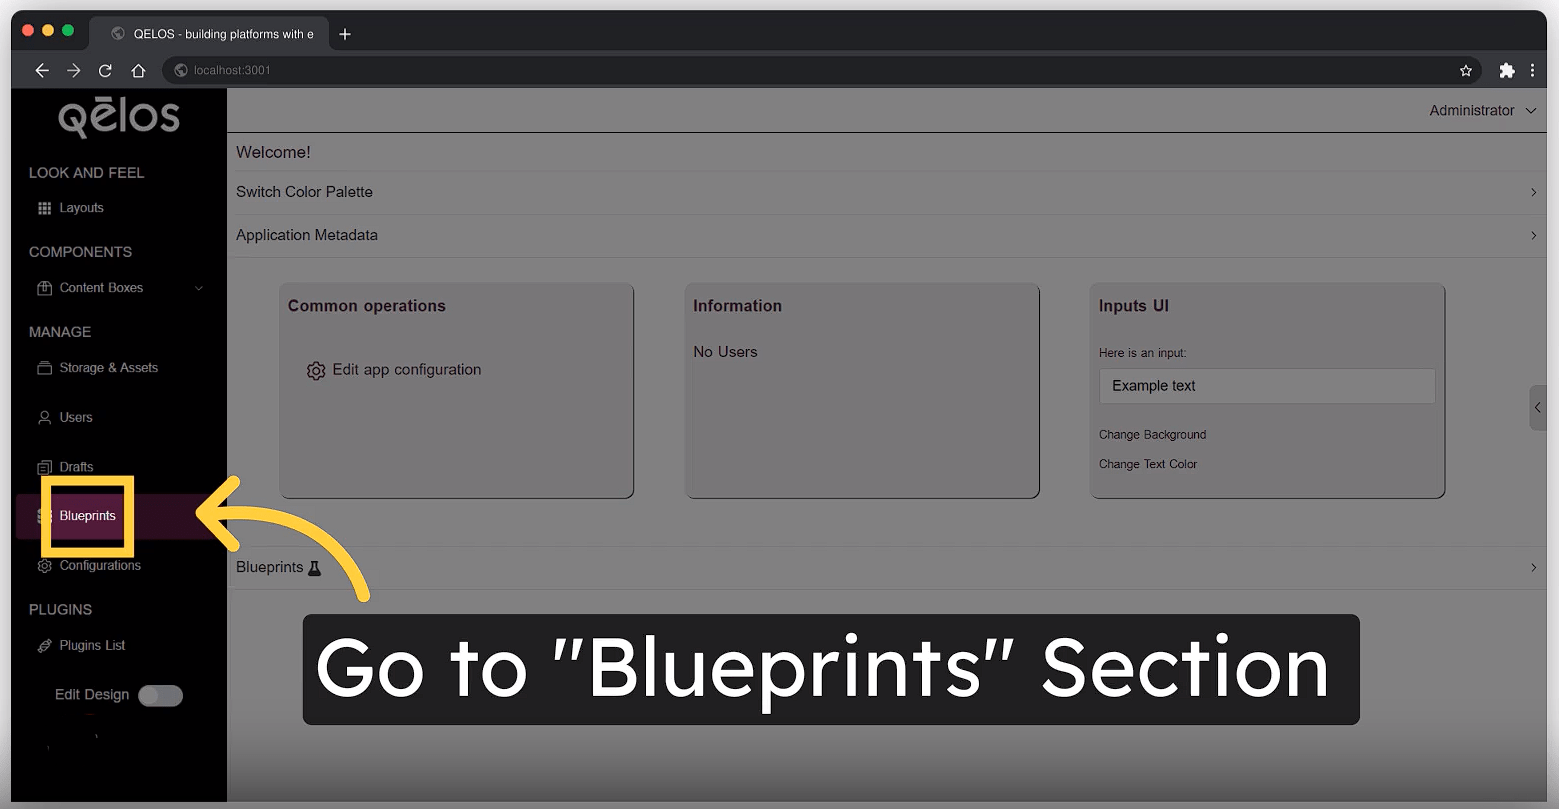 QELOS - building platforms with e
localhost:3001
Qēlos
Administrator
LOOK AND FEEL
Layouts
COMPONENTS
Content Boxes
MANAGE
Storage & Assets
Users
Drafts
Blueprints
Configurations
PLUGINS
Plugins List
Edit Design
Welcome!
Switch Color Palette
Application Metadata
Common operations
Edit app configuration
Information
No Users
Inputs UI
Here is an input:
Example text
Change Background
Change Text Color
Blueprints
Go to "Blueprints" Section